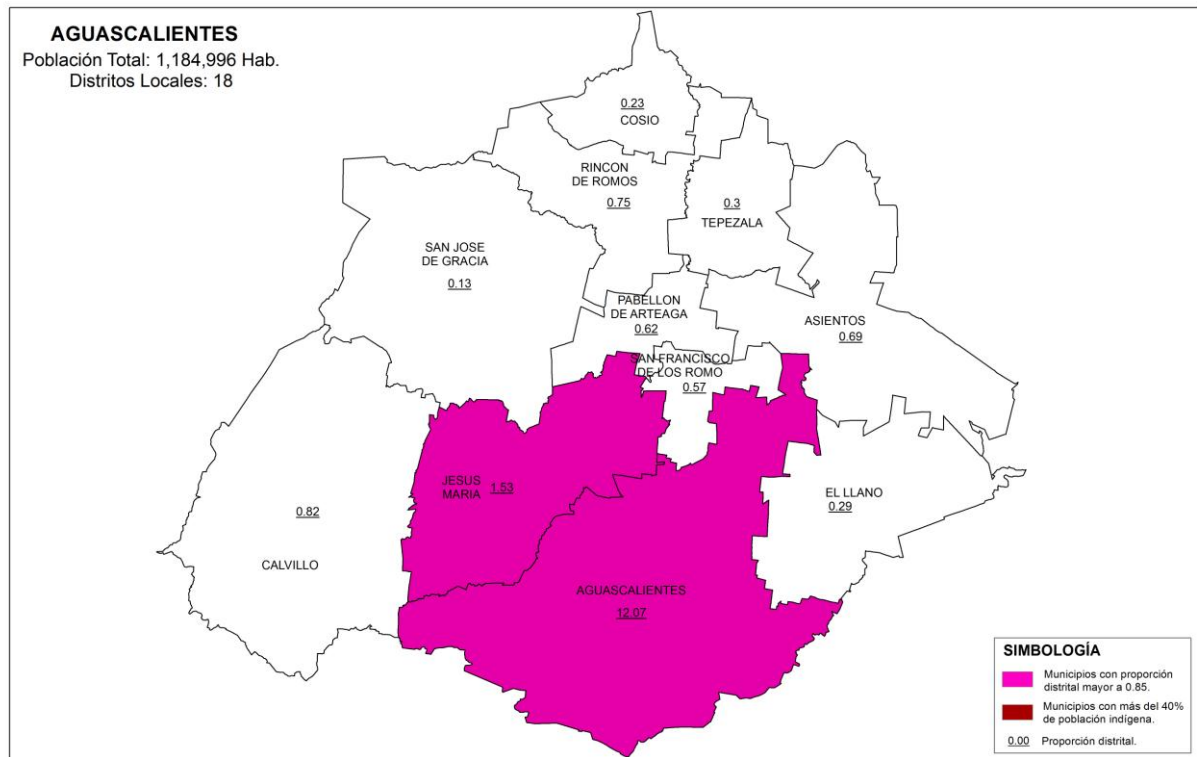 AGUASCALIENTES
Población Total: 1,184,996 Hab.
Distritos Locales: 18
0.23
COSIO
RINCON
DE ROMOS
0.75
0.3
TEPEZALA
SAN JOSE
DE GRACIA
0.13
PABELLON
DE ARTEAGA
0.62
ASIENTOS
0.69
SAN FRANCISCO
DE LOS ROMO
0.57
JESUS
MARIA
1.53
EL LLANO
0.29
0.82
CALVILLO
AGUASCALIENTES
12.07
SIMBOLOGÍA
Municipios con proporción
distrital mayor a 0.85.
Municipios con más del 40%
de población indígena.
0.00 Proporción distrital.